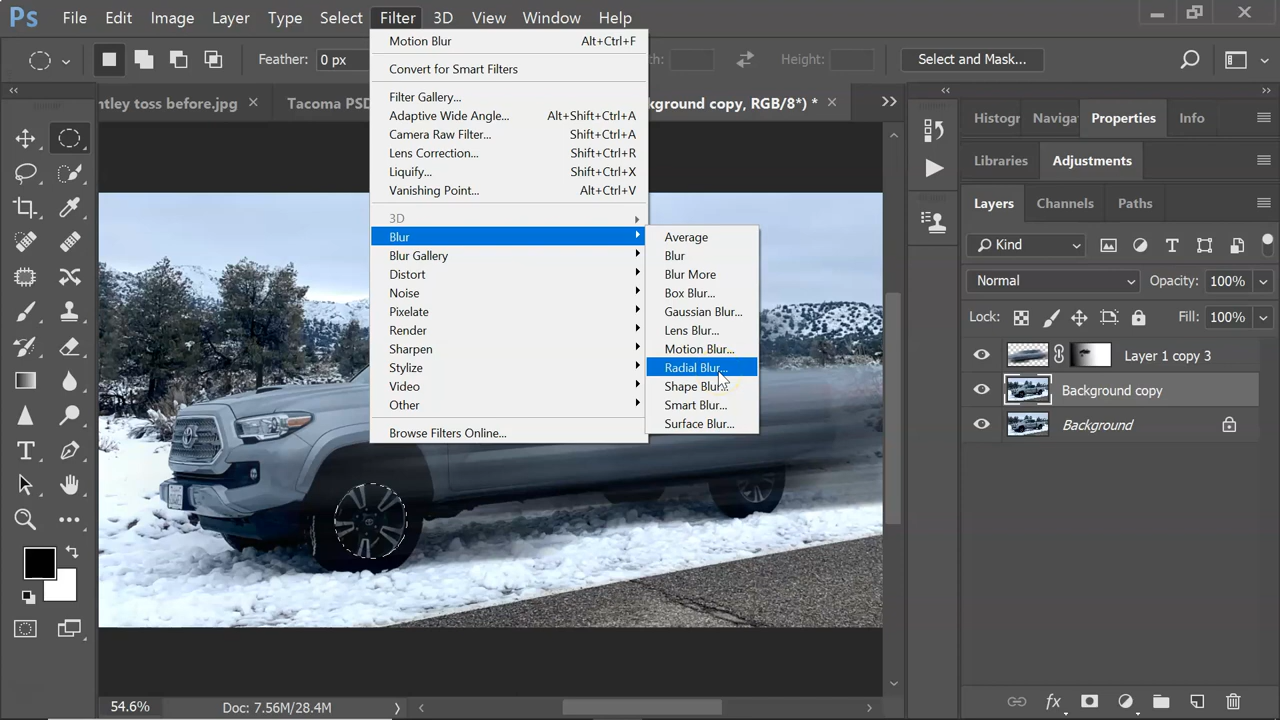 Ps File Edit Image Layer Type Select Filter 3D View Window Help
Feather: 0 px
Width:
Height:
Select and Mask...
ntley toss before.jpg
Tacoma PSD
kground copy, RGB/8*) *
Motion Blur Alt+Ctrl+F
Convert for Smart Filters
Filter Gallery...
Adaptive Wide Angle... Alt+Shift+Ctrl+A
Camera Raw Filter... Shift+Ctrl+A
Lens Correction... Shift+Ctrl+R
Liquify... Shift+Ctrl+X
Vanishing Point... Alt+Ctrl+V
3D
Blur
Blur Gallery
Distort
Noise
Pixelate
Render
Sharpen
Stylize
Video
Other
Browse Filters Online...
Average
Blur
Blur More
Box Blur...
Gaussian Blur...
Lens Blur...
Motion Blur...
Radial Blur...
Shape Blur...
Smart Blur...
Surface Blur...
Histogr Naviga Properties Info
Libraries Adjustments
Layers Channels Paths
Kind
Normal Opacity: 100%
Lock: Fill: 100%
Layer 1 copy 3
Background copy
Background
54.6% Doc: 7.56M/28.4M